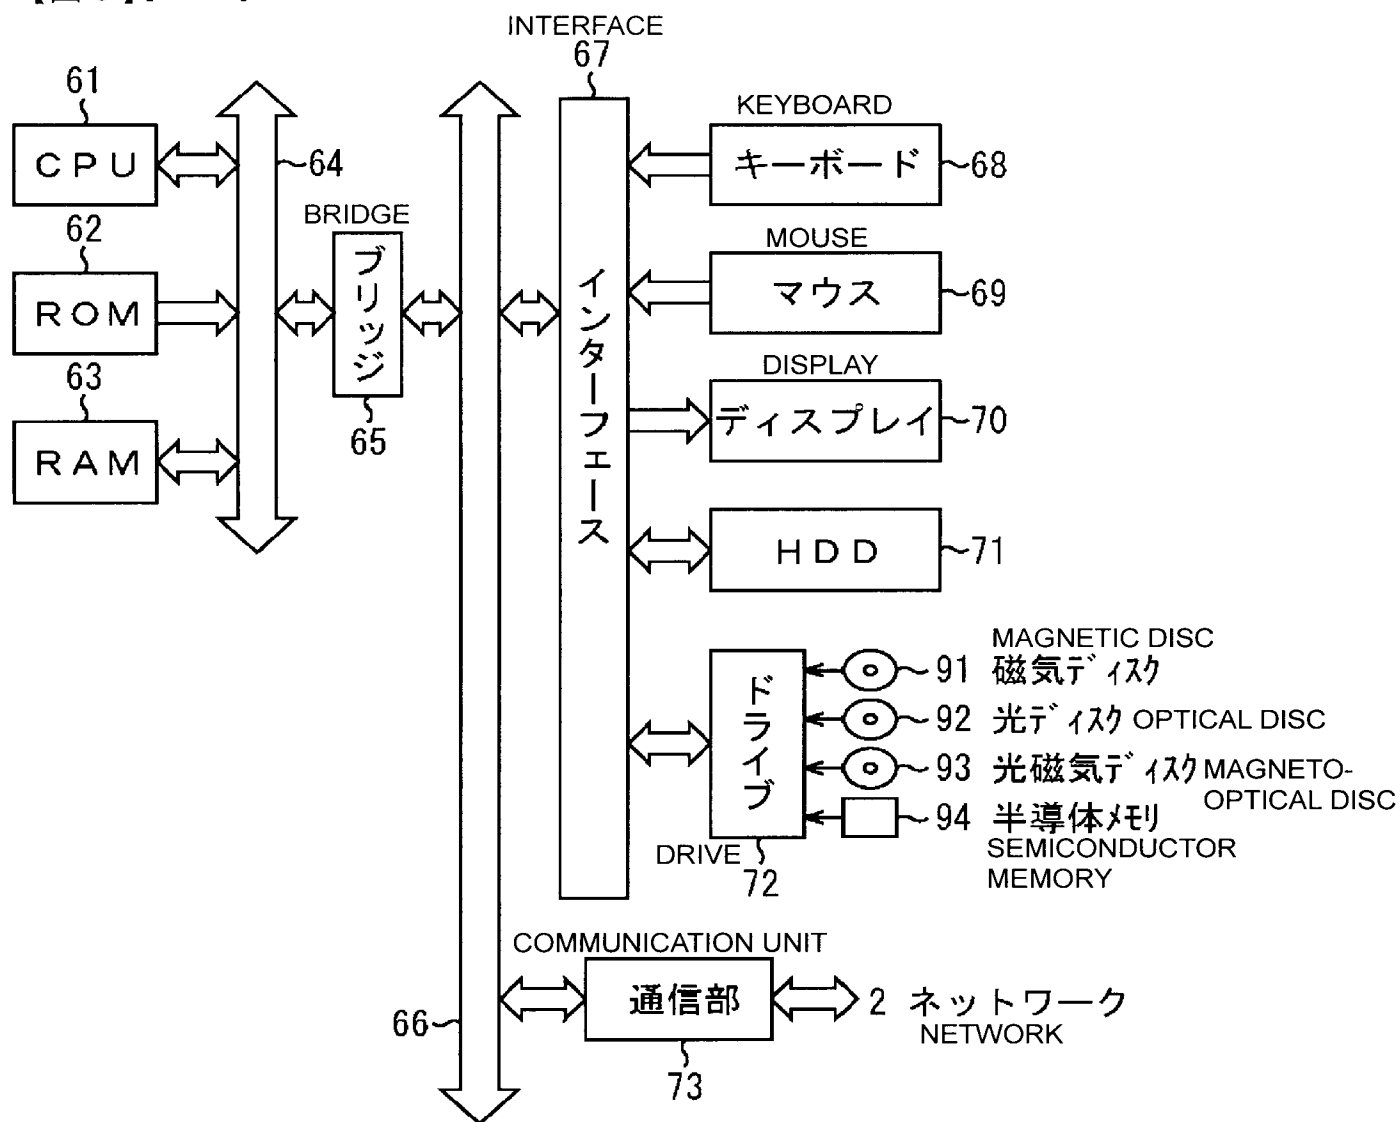 INTERFACE
67
61
CPU
64
62
ROM
63
RAM
BRIDGE
ブリッジ
65
インターフェース
KEYBOARD
キーボード
68
MOUSE
マウス
69
DISPLAY
ディスプレイ
70
HDD
71
MAGNETIC DISC
91 磁気ディスク
92 光ディスク OPTICAL DISC
93 光磁気ディスク MAGNETO-
OPTICAL DISC
94 半導体メモリ
SEMICONDUCTOR
MEMORY
ドライブ
DRIVE
72
COMMUNICATION UNIT
通信部
2 ネットワーク
NETWORK
66
73